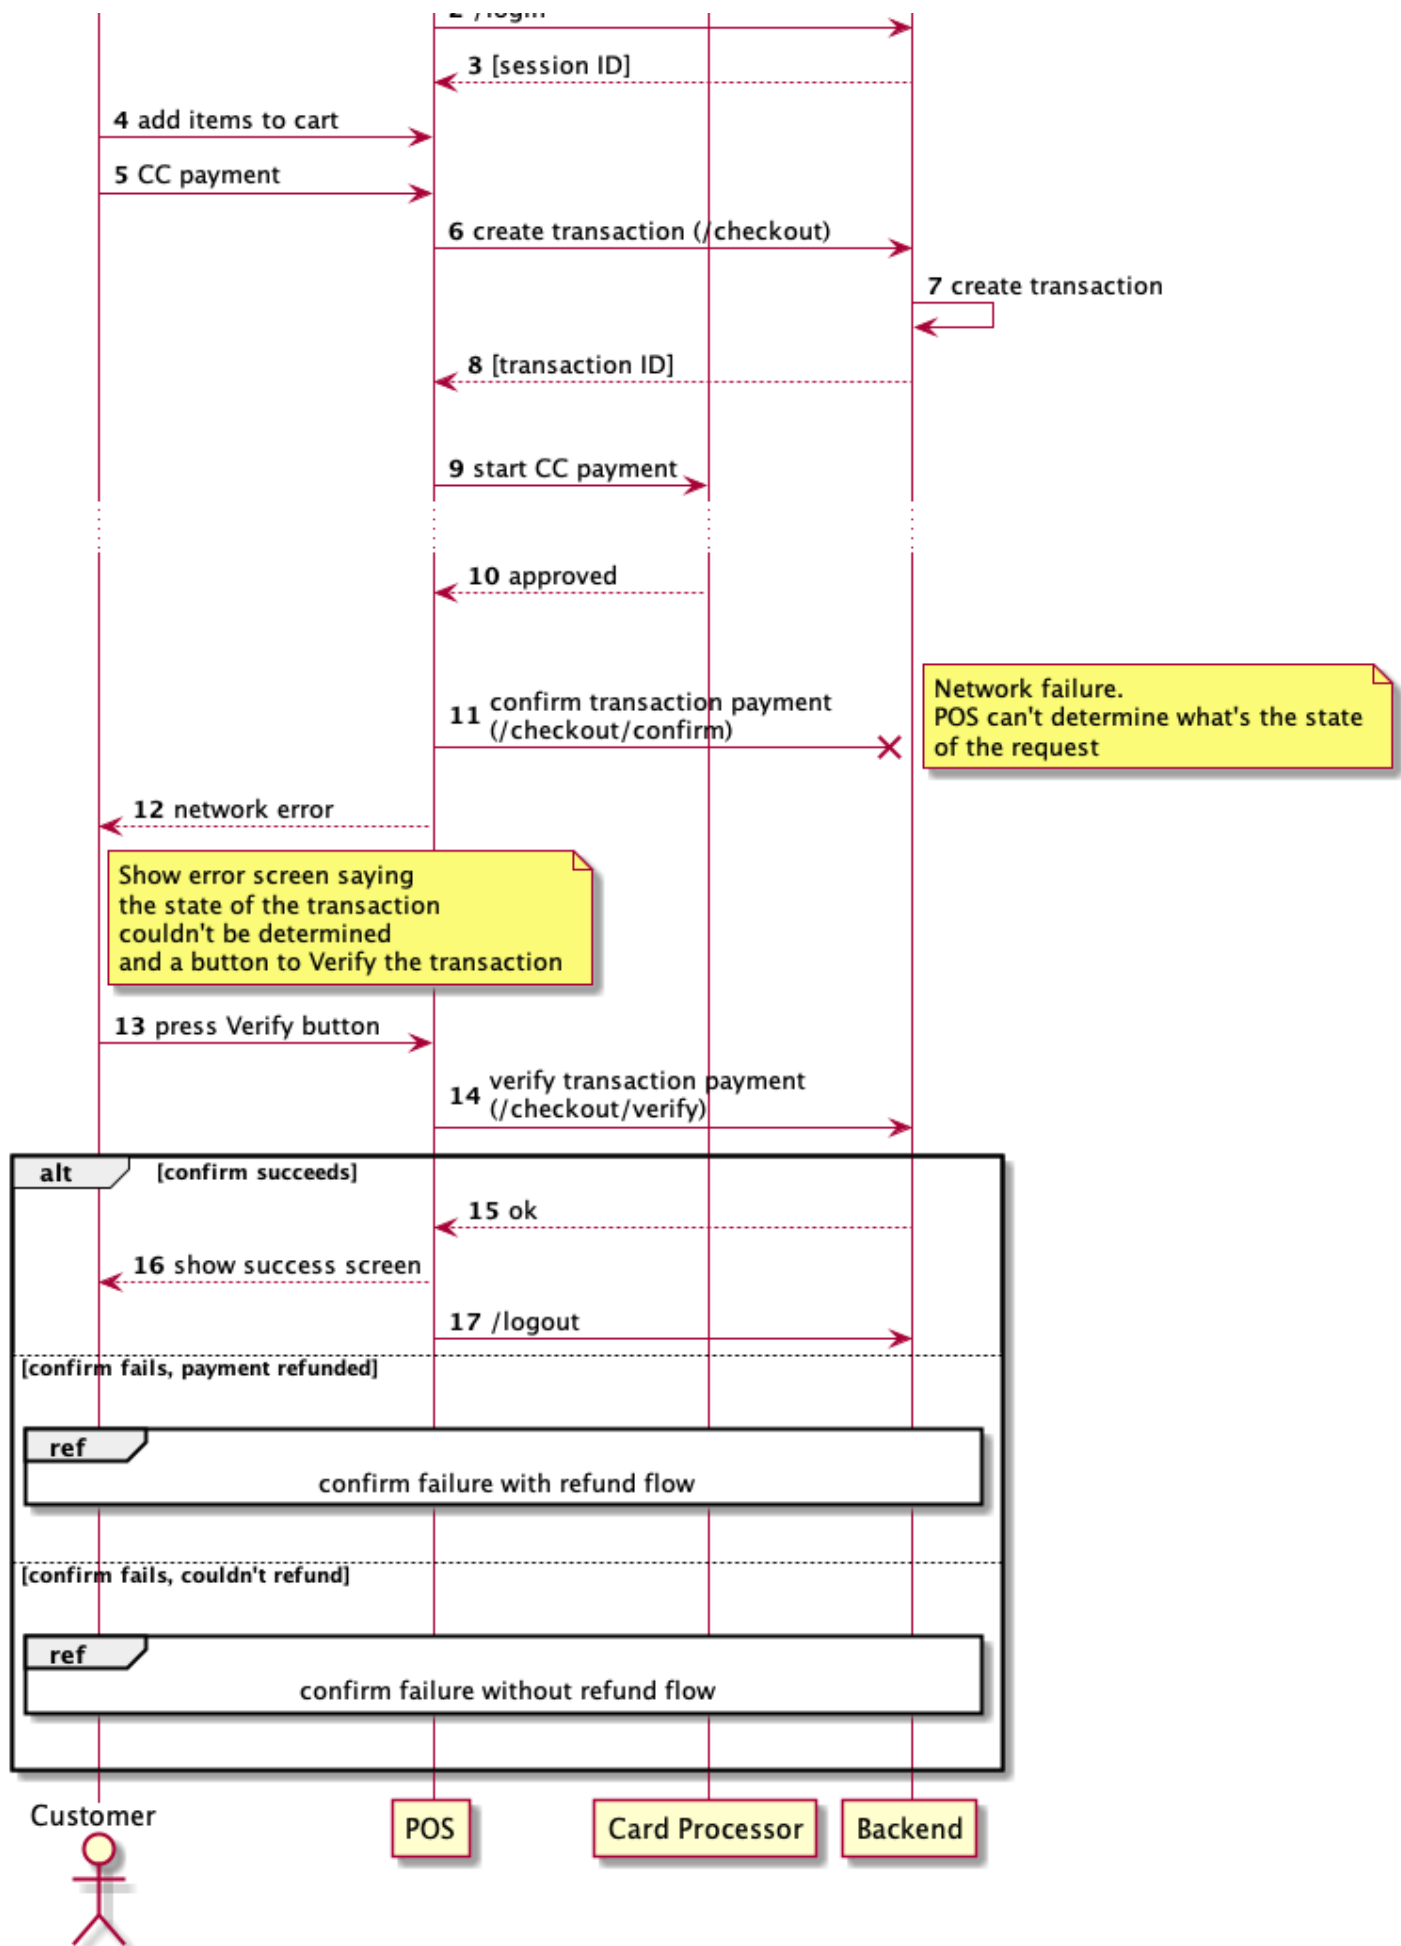 2 /login
3 [session ID]
4 add items to cart
5 CC payment
6 create transaction (/checkout)
7 create transaction
8 [transaction ID]
9 start CC payment
10 approved
11 confirm transaction payment
(/checkout/confirm)
Network failure.
POS can't determine what's the state
of the request
12 network error
Show error screen saying
the state of the transaction
couldn't be determined
and a button to Verify the transaction
13 press Verify button
14 verify transaction payment
(/checkout/verify)
alt [confirm succeeds]
15 ok
16 show success screen
17 /logout
[confirm fails, payment refunded]
ref
confirm failure with refund flow
[confirm fails, couldn't refund]
ref
confirm failure without refund flow
Customer
POS
Card Processor
Backend